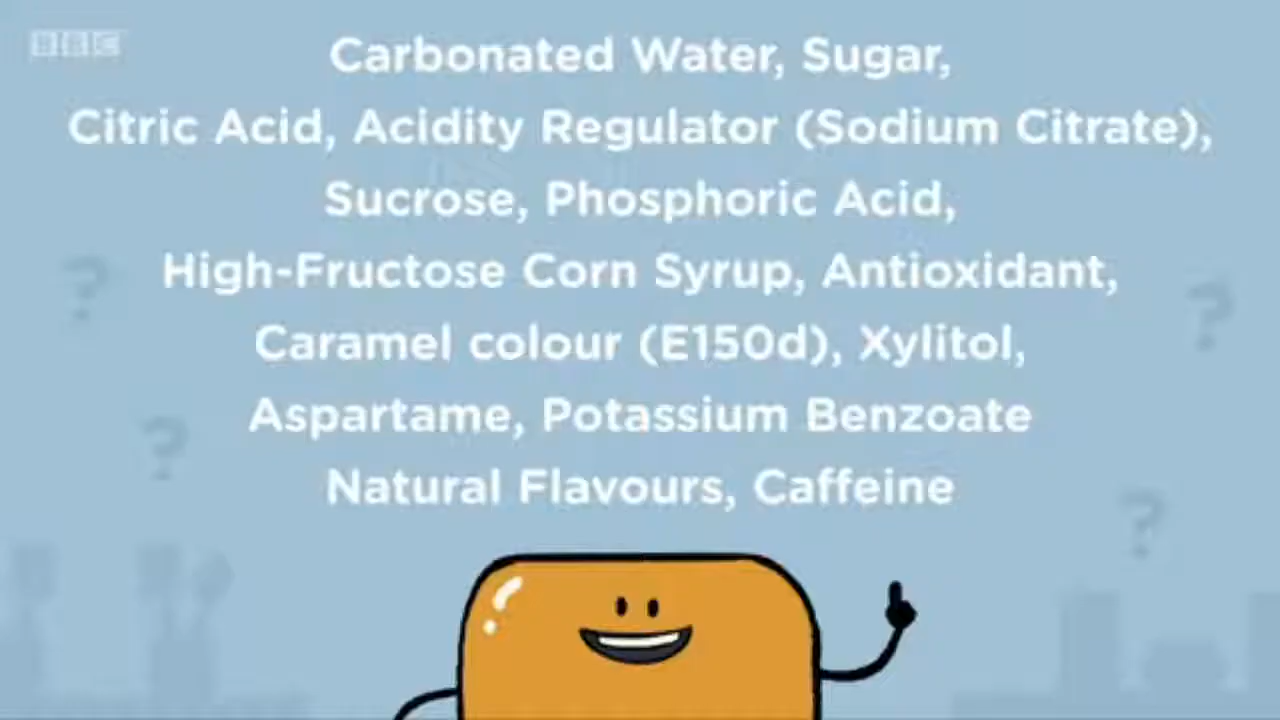 BBC
Carbonated Water, Sugar,
Citric Acid, Acidity Regulator (Sodium Citrate),
Sucrose, Phosphoric Acid,
High-Fructose Corn Syrup, Antioxidant,
Caramel colour (E150d), Xylitol,
Aspartame, Potassium Benzoate
Natural Flavours, Caffeine
?
?
?
?